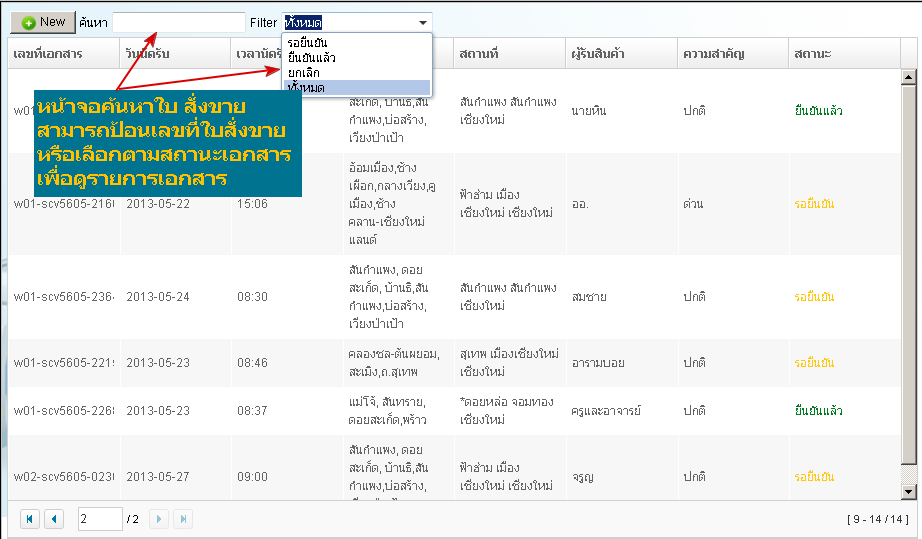 New ค้นหา Filter ทั้งหมด
รอยืนยัน
ยืนยันแล้ว
ยกเลิก
ทั้งหมด
เลขที่เอกสาร วันนัดรับ สถานที่ ผู้รับสินค้า ความสำคัญ สถานะ
หน้าจอค้นหาใบ สั่งขาย
สามารถป้อนเลขที่ใบสั่งขาย
หรือเลือกตามสถานะเอกสาร
เพื่อดูรายการเอกสาร
สะเก็ด, บ้านธิ,สัน
กำแพง,บ่อสร้าง,
เวียงป่าเป้า
สันกำแพง สันกำแพง
เชียงใหม่
นายหิน ปกติ ยืนยันแล้ว
2013-05-22 15:06
อ้อมเมือง,ช้าง
เผือก,กลางเวียง,คู
เมือง,ช้าง
คลาน-เชียงใหม่
แลนด์
ฟ้าฮ่าม เมือง
เชียงใหม่ เชียงใหม่
ออ. ด่วน รอยืนยัน
w01-scv5605-236 2013-05-24 08:30
สันกำแพง, ดอย
สะเก็ด, บ้านธิ,สัน
กำแพง,บ่อสร้าง,
เวียงป่าเป้า
สันกำแพง สันกำแพง
เชียงใหม่
สมชาย ปกติ รอยืนยัน
w01-scv5605-221 2013-05-23 08:46
คลองชล-ต้นพยอม,
สะเมิง,ถ.สุเทพ
สุเทพ เมืองเชียงใหม่
เชียงใหม่
อารามบอย ปกติ รอยืนยัน
w01-scv5605-226 2013-05-23 08:37
แม่โจ้, สันทราย,
ดอยสะเก็ด,พร้าว
*ดอยหล่อ จอมทอง
เชียงใหม่
ครูและอาจารย์ ปกติ ยืนยันแล้ว
w02-scv5605-023 2013-05-27 09:00
สันกำแพง, ดอย
สะเก็ด, บ้านธิ,สัน
กำแพง,บ่อสร้าง,
ฟ้าฮ่าม เมือง
เชียงใหม่ เชียงใหม่
จรูญ ปกติ รอยืนยัน
2 / 2 [ 9 - 14 / 14 ]